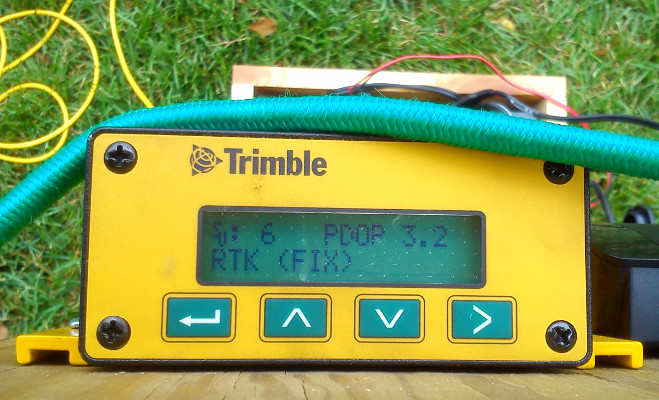 Trimble
: 6 PDOP 3.2
RTK (FIX)